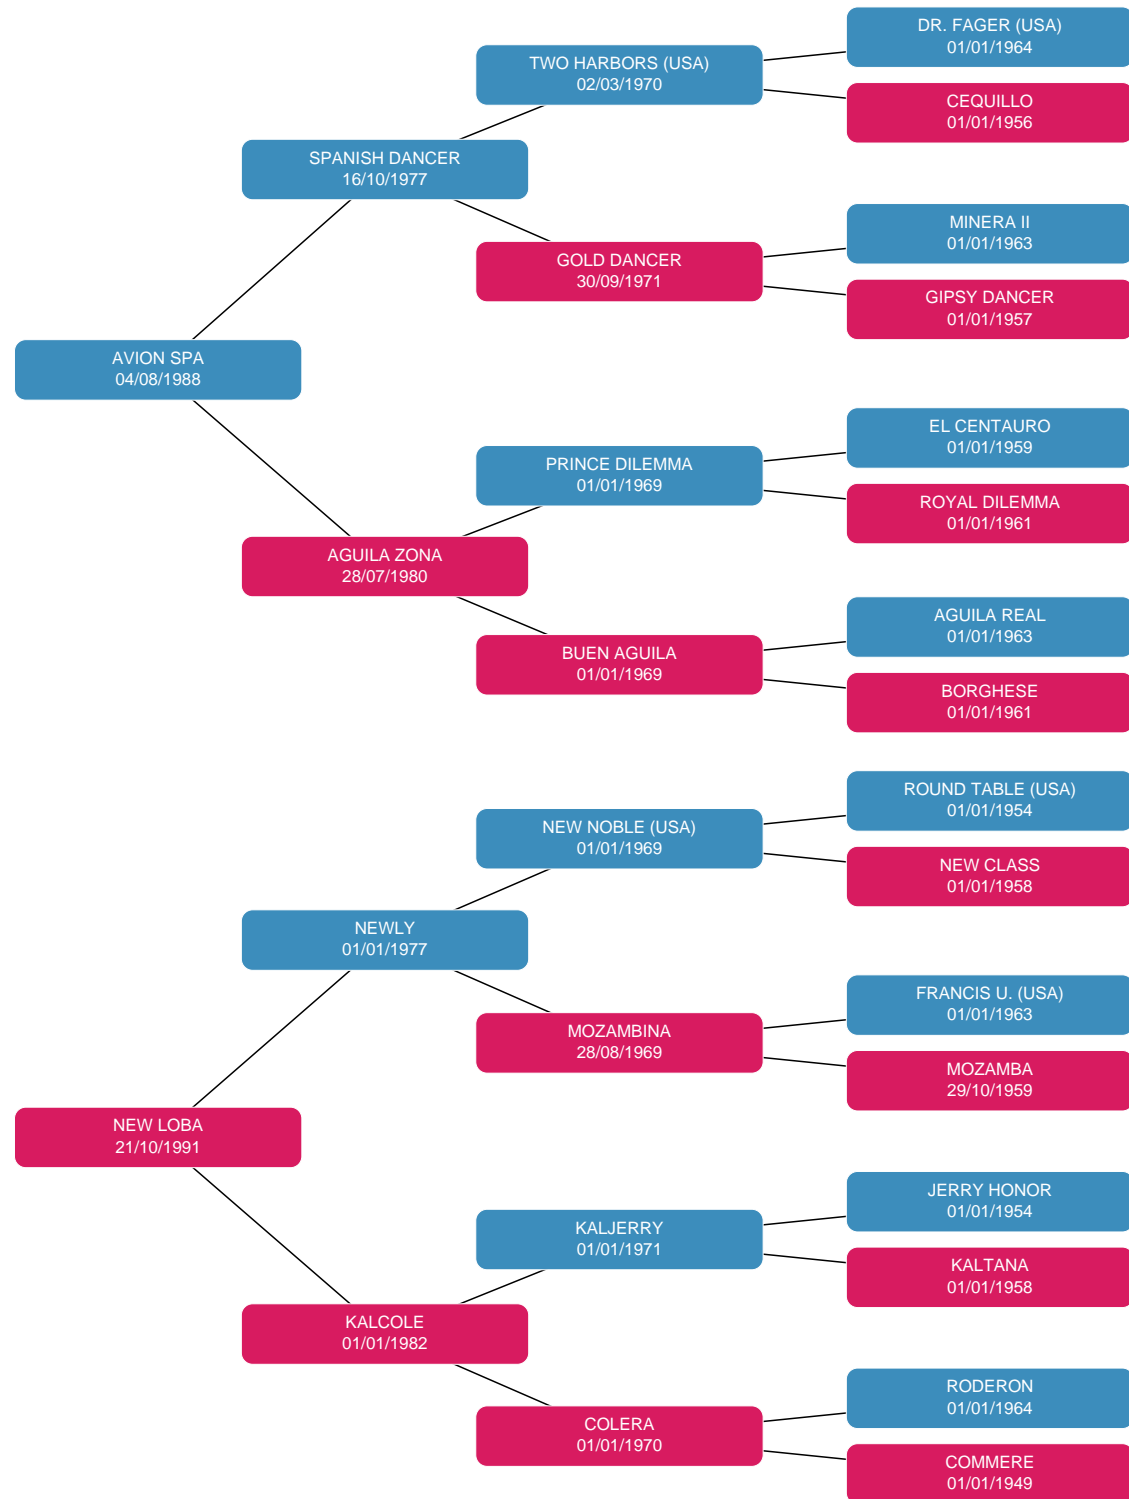 DR. FAGER (USA)
01/01/1964
TWO HARBORS (USA)
02/03/1970
CEQUILLO
01/01/1956
SPANISH DANCER
16/10/1977
MINERA II
01/01/1963
GOLD DANCER
30/09/1971
GIPSY DANCER
01/01/1957
AVION SPA
04/08/1988
EL CENTAURO
01/01/1959
PRINCE DILEMMA
01/01/1969
ROYAL DILEMMA
01/01/1961
AGUILA ZONA
28/07/1980
AGUILA REAL
01/01/1963
BUEN AGUILA
01/01/1969
BORGHESE
01/01/1961
ROUND TABLE (USA)
01/01/1954
NEW NOBLE (USA)
01/01/1969
NEW CLASS
01/01/1958
NEWLY
01/01/1977
FRANCIS U. (USA)
01/01/1963
MOZAMBINA
28/08/1969
MOZAMBA
29/10/1959
NEW LOBA
21/10/1991
JERRY HONOR
01/01/1954
KALJERRY
01/01/1971
KALTANA
01/01/1958
KALCOLE
01/01/1982
RODERON
01/01/1964
COLERA
01/01/1970
COMMERE
01/01/1949